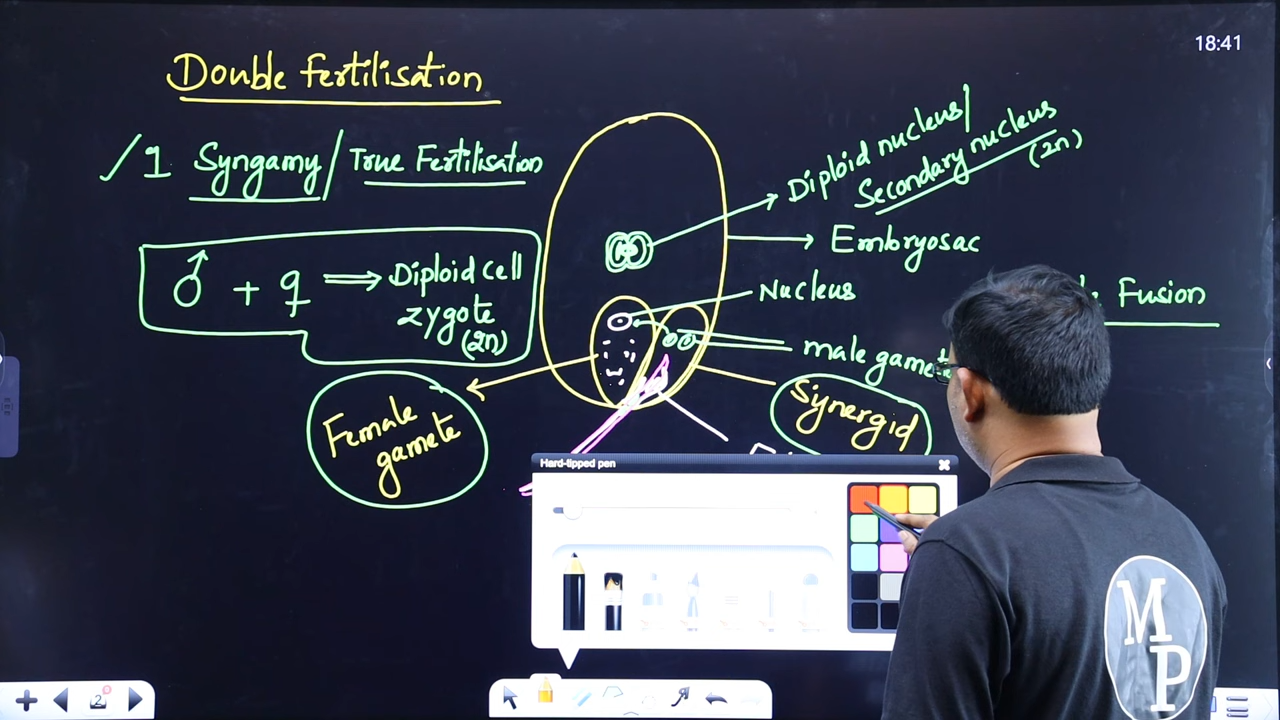 18:41
Double Fertilisation
/1. Syngamy/True Fertilisation
♂ + q ⟹ Diploid cell
zygote
(2n)
Diploid nucleus/
Secondary nucleus
(2n)
Embryosac
Nucleus
Fusion
male gamete
Synergid
Female
gamete
Hard-tipped pen
2
M
P